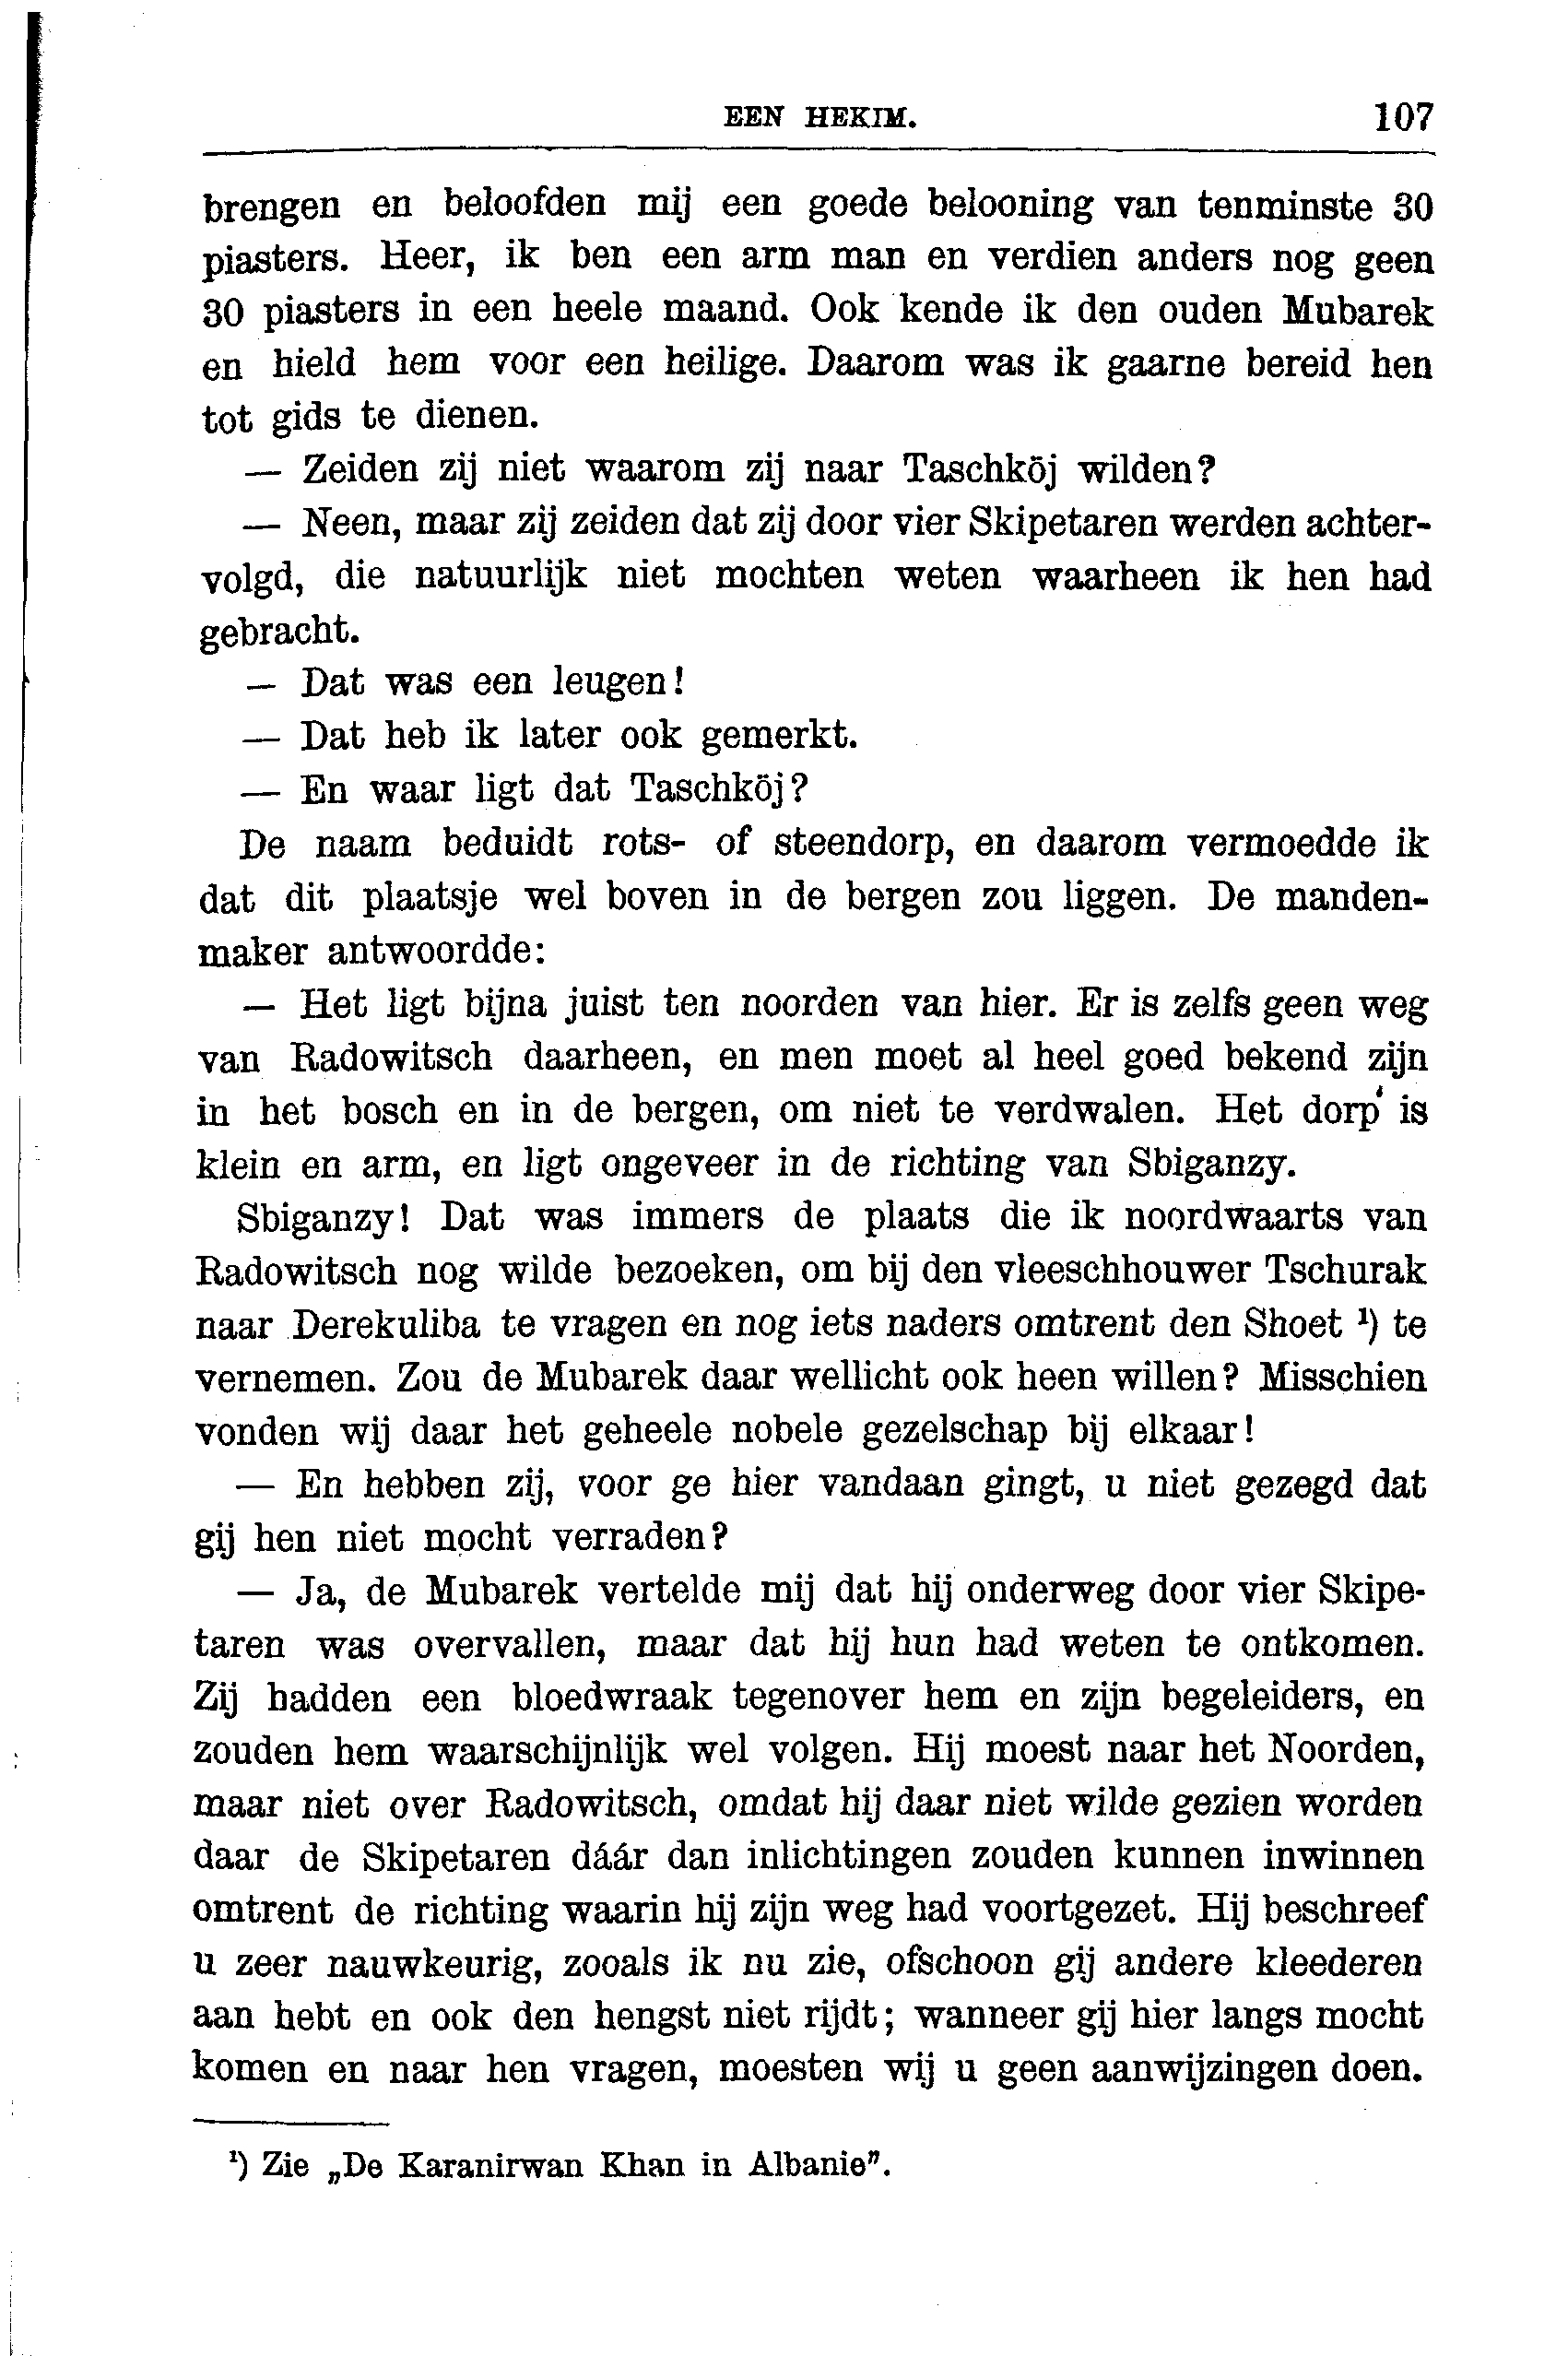 EEN HEKIM. 107
brengen en beloofden mij een goede belooning van tenminste 30
piasters. Heer, ik ben een arm man en verdien anders nog geen
30 piasters in een heele maand. Ook kende ik den ouden Mubarek
en hield hem voor een heilige. Daarom was ik gaarne bereid hen
tot gids te dienen.
— Zeiden zij niet waarom zij naar Taschköj wilden?
— Neen, maar zij zeiden dat zij door vier Skipetaren werden achter-
volgd, die natuurlijk niet mochten weten waarheen ik hen had
gebracht.
— Dat was een leugen!
— Dat heb ik later ook gemerkt.
— En waar ligt dat Taschköj?
De naam beduidt rots- of steendorp, en daarom vermoedde ik
dat dit plaatsje wel boven in de bergen zou liggen. De manden-
maker antwoordde:
— Het ligt bijna juist ten noorden van hier. Er is zelfs geen weg
van Radowitsch daarheen, en men moet al heel goed bekend zijn
in het bosch en in de bergen, om niet te verdwalen. Het dorp is
klein en arm, en ligt ongeveer in de richting van Sbiganzy.
Sbiganzy! Dat was immers de plaats die ik noordwaarts van
Radowitsch nog wilde bezoeken, om bij den vleeschhouwer Tschurak
naar Derekuliba te vragen en nog iets naders omtrent den Shoet ¹) te
vernemen. Zou de Mubarek daar wellicht ook heen willen? Misschien
vonden wij daar het geheele nobele gezelschap bij elkaar!
— En hebben zij, voor ge hier vandaan gingt, u niet gezegd dat
gij hen niet mocht verraden?
— Ja, de Mubarek vertelde mij dat hij onderweg door vier Skipe-
taren was overvallen, maar dat hij hun had weten te ontkomen.
Zij hadden een bloedwraak tegenover hem en zijn begeleiders, en
zouden hem waarschijnlijk wel volgen. Hij moest naar het Noorden,
maar niet over Radowitsch, omdat hij daar niet wilde gezien worden
daar de Skipetaren dáár dan inlichtingen zouden kunnen inwinnen
omtrent de richting waarin hij zijn weg had voortgezet. Hij beschreef
u zeer nauwkeurig, zooals ik nu zie, ofschoon gij andere kleederen
aan hebt en ook den hengst niet rijdt; wanneer gij hier langs mocht
komen en naar hen vragen, moesten wij u geen aanwijzingen doen.
¹) Zie „De Karanirwan Khan in Albanie”.